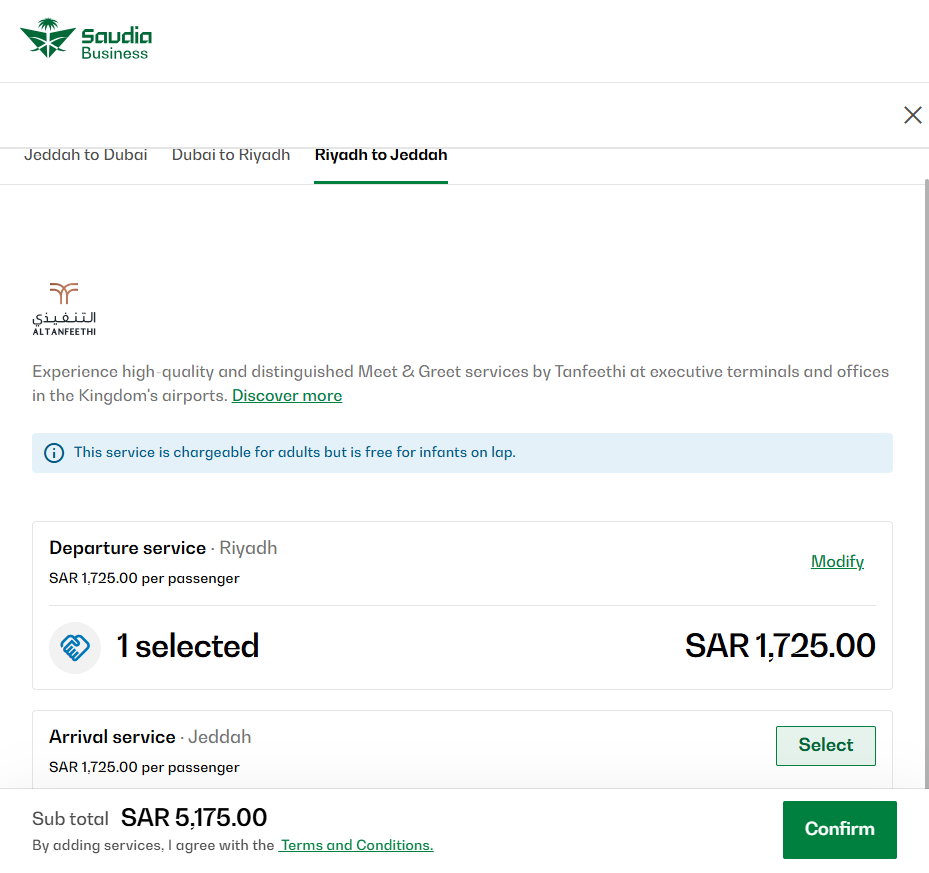 Saudia
Business
Jeddah to Dubai Dubai to Riyadh Riyadh to Jeddah
التنفيذي
ALTANFEETHI
Experience high-quality and distinguished Meet & Greet services by Tanfeethi at executive terminals and offices
in the Kingdom's airports. Discover more
This service is chargeable for adults but is free for infants on lap.
Departure service · Riyadh
SAR 1,725.00 per passenger
Modify
1 selected
SAR 1,725.00
Arrival service · Jeddah
SAR 1,725.00 per passenger
Select
Sub total SAR 5,175.00
By adding services, I agree with the Terms and Conditions.
Confirm